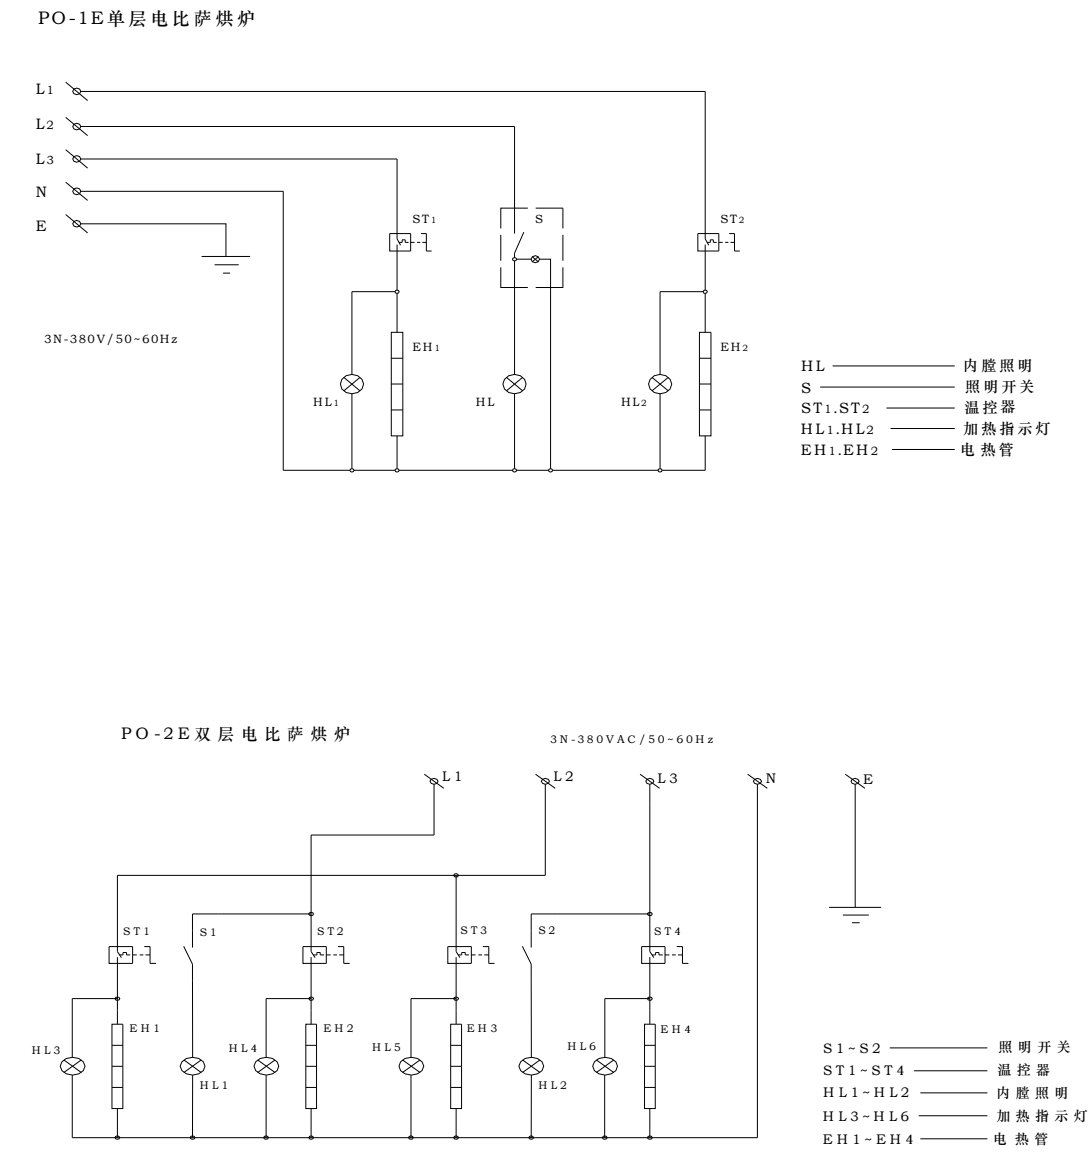 PO-1E单层电比萨烘炉
L1
L2
L3
N
E
ST1
S
ST2
3N-380V/50~60Hz
EH1
EH2
HL1
HL
HL2
HL 内膛照明
S 照明开关
ST1.ST2 温控器
HL1.HL2 加热指示灯
EH1.EH2 电热管
PO-2E双层电比萨烘炉
3N-380VAC/50~60Hz
L1
L2
L3
N
E
ST1
S1
ST2
ST3
S2
ST4
EH1
EH2
EH3
EH4
HL3
HL4
HL5
HL6
HL1
HL2
S1~S2 照明开关
ST1~ST4 温控器
HL1~HL2 内膛照明
HL3~HL6 加热指示灯
EH1~EH4 电热管